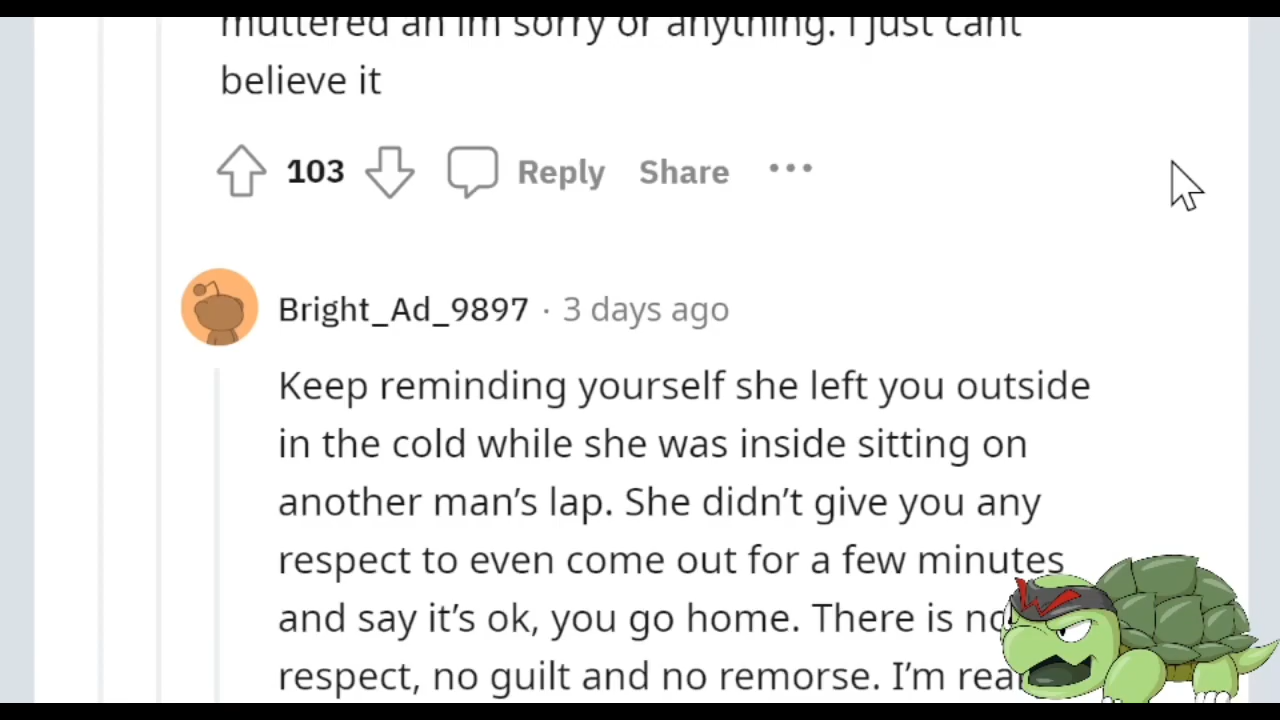 muttered an im sorry or anything. I just cant
believe it
103 Reply Share
Bright_Ad_9897 · 3 days ago
Keep reminding yourself she left you outside
in the cold while she was inside sitting on
another man's lap. She didn't give you any
respect to even come out for a few minutes
and say it's ok, you go home. There is no
respect, no guilt and no remorse. I'm